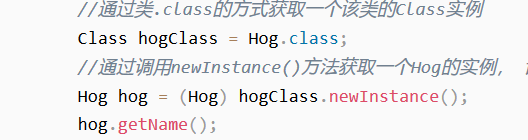 //通过类.class的方式获取一个该类的Class实例
Class hogClass = Hog.class;
//通过调用newInstance()方法获取一个Hog的实例，
Hog hog = (Hog) hogClass.newInstance();
hog.getName();